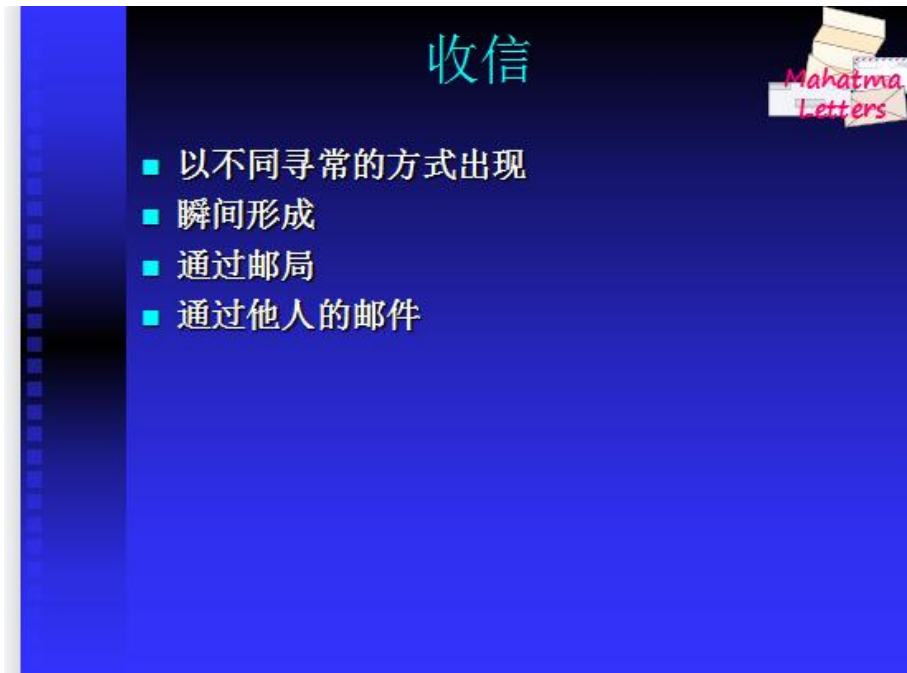 收信
Mahatma
Letters
以不同寻常的方式出现
瞬间形成
通过邮局
通过他人的邮件